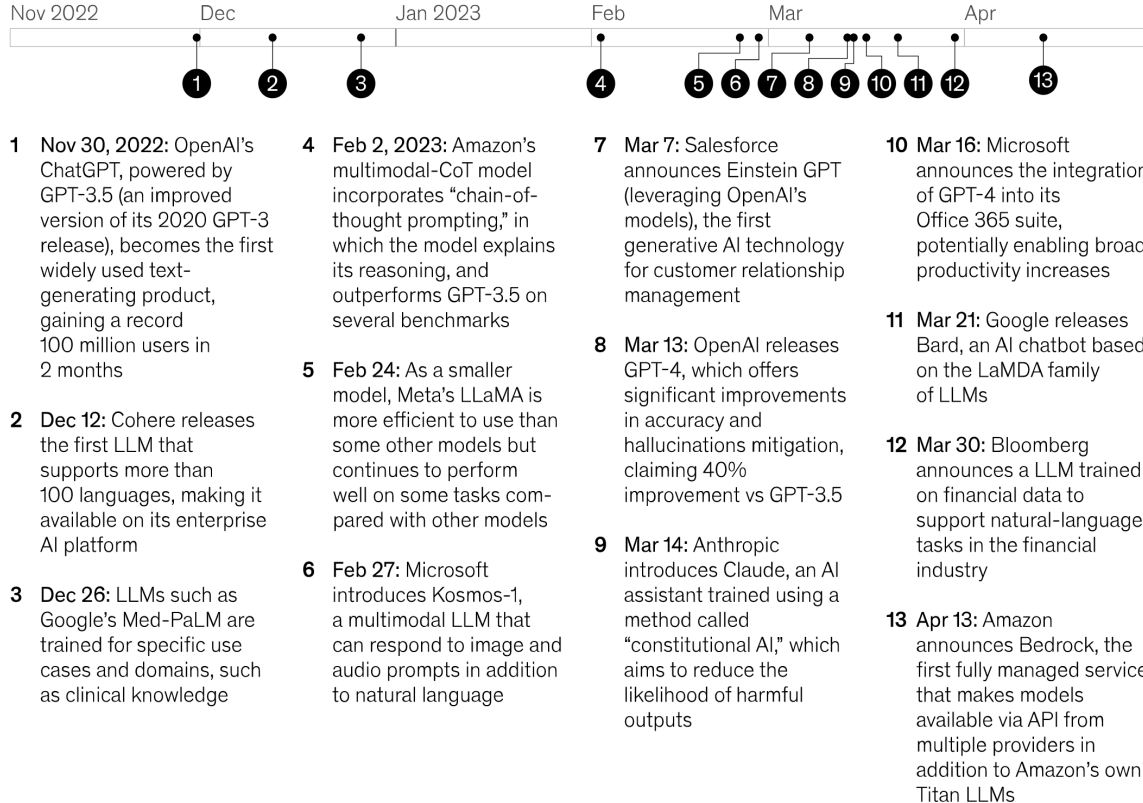 Nov 2022
Dec
Jan 2023
Feb
Mar
Apr
1
2
3
4
5
6
7
8
9
10
11
12
13
1 Nov 30, 2022: OpenAI’s
ChatGPT, powered by
GPT-3.5 (an improved
version of its 2020 GPT-3
release), becomes the first
widely used text-
generating product,
gaining a record
100 million users in
2 months
2 Dec 12: Cohere releases
the first LLM that
supports more than
100 languages, making it
available on its enterprise
AI platform
3 Dec 26: LLMs such as
Google’s Med-PaLM are
trained for specific use
cases and domains, such
as clinical knowledge
4 Feb 2, 2023: Amazon’s
multimodal-CoT model
incorporates “chain-of-
thought prompting,” in
which the model explains
its reasoning, and
outperforms GPT-3.5 on
several benchmarks
5 Feb 24: As a smaller
model, Meta’s LLaMA is
more efficient to use than
some other models but
continues to perform
well on some tasks com-
pared with other models
6 Feb 27: Microsoft
introduces Kosmos-1,
a multimodal LLM that
can respond to image and
audio prompts in addition
to natural language
7 Mar 7: Salesforce
announces Einstein GPT
(leveraging OpenAI’s
models), the first
generative AI technology
for customer relationship
management
8 Mar 13: OpenAI releases
GPT-4, which offers
significant improvements
in accuracy and
hallucinations mitigation,
claiming 40%
improvement vs GPT-3.5
9 Mar 14: Anthropic
introduces Claude, an AI
assistant trained using a
method called
“constitutional AI,” which
aims to reduce the
likelihood of harmful
outputs
10 Mar 16: Microsoft
announces the integration
of GPT-4 into its
Office 365 suite,
potentially enabling broad
productivity increases
11 Mar 21: Google releases
Bard, an AI chatbot based
on the LaMDA family
of LLMs
12 Mar 30: Bloomberg
announces a LLM trained
on financial data to
support natural-language
tasks in the financial
industry
13 Apr 13: Amazon
announces Bedrock, the
first fully managed service
that makes models
available via API from
multiple providers in
addition to Amazon’s own
Titan LLMs